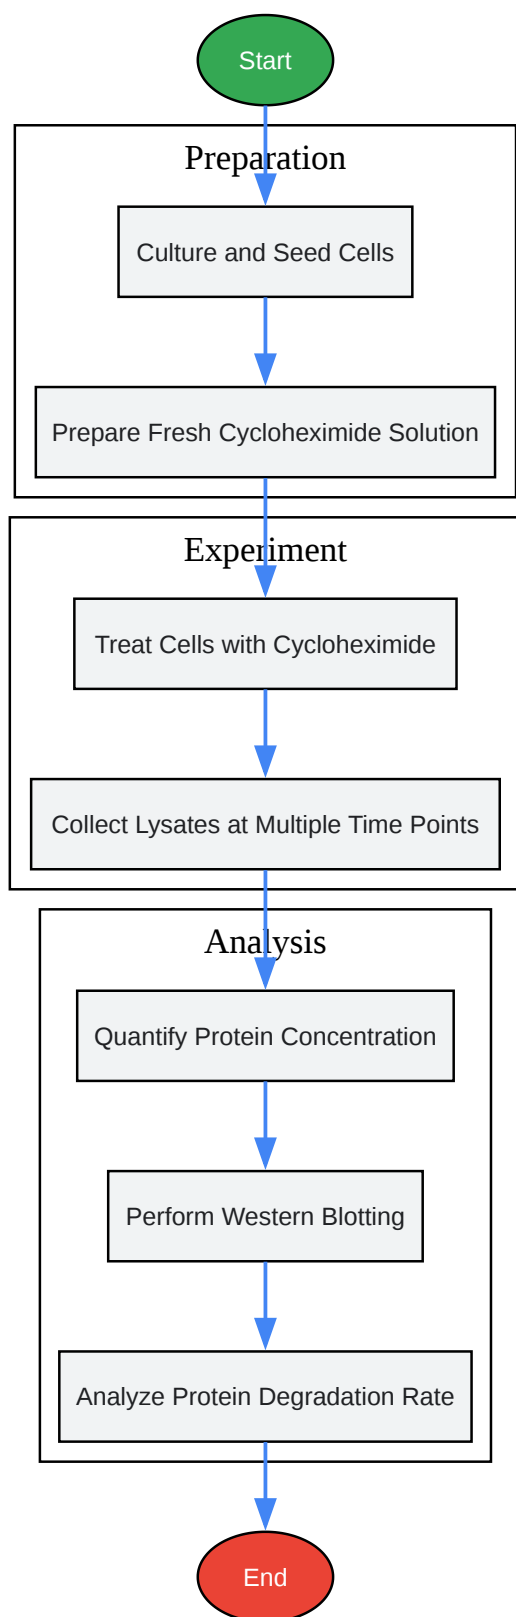 Start
Preparation
Culture and Seed Cells
Prepare Fresh Cycloheximide Solution
Experiment
Treat Cells with Cycloheximide
Collect Lysates at Multiple Time Points
Analysis
Quantify Protein Concentration
Perform Western Blotting
Analyze Protein Degradation Rate
End